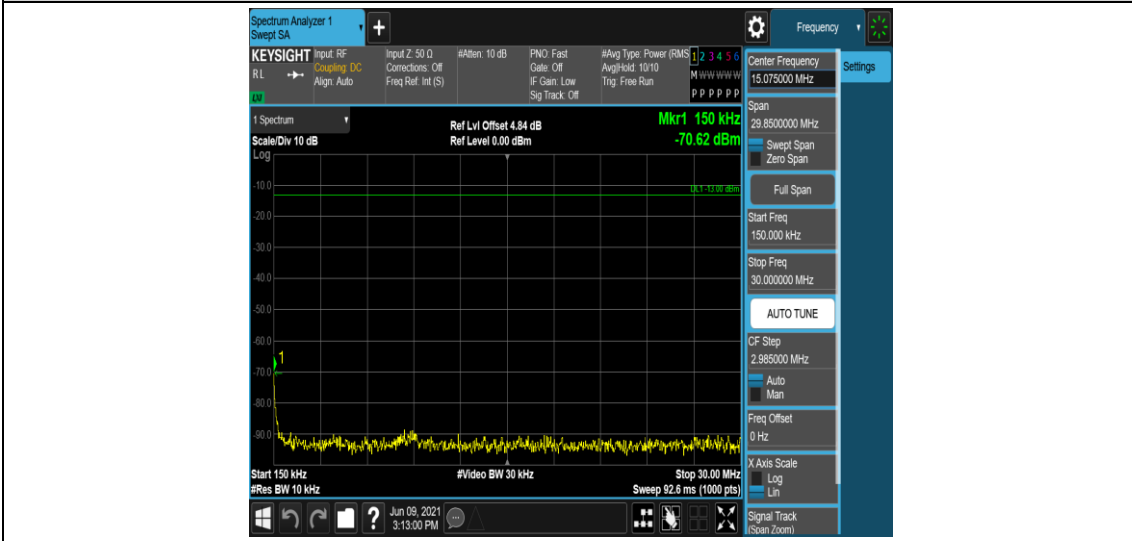 Spectrum Analyzer 1
Swept SA
+
Frequency
KEYSIGHT
RL
LXI
Input: RF
Coupling: DC
Align: Auto
Input Z: 50 Ω
Corrections: Off
Freq Ref: Int (S)
#Atten: 10 dB
PNO: Fast
Gate: Off
IF Gain: Low
Sig Track: Off
#Avg Type: Power (RMS
Avg|Hold: 10/10
Trig: Free Run
1 2 3 4 5 6
M W W W W W
P P P P P P
1 Spectrum
Scale/Div 10 dB
Ref Lvl Offset 4.84 dB
Ref Level 0.00 dBm
Mkr1 150 kHz
-70.62 dBm
Log
-10.0
DL1 -13.00 dBm
-20.0
-30.0
-40.0
-50.0
-60.0
1
-70.0
-80.0
-90.0
Start 150 kHz
#Video BW 30 kHz
Stop 30.00 MHz
#Res BW 10 kHz
Sweep 92.6 ms (1000 pts)
?
Jun 09, 2021
3:13:00 PM
Center Frequency
15.075000 MHz
Settings
Span
29.8500000 MHz
Swept Span
Zero Span
Full Span
Start Freq
150.000 kHz
Stop Freq
30.000000 MHz
AUTO TUNE
CF Step
2.985000 MHz
Auto
Man
Freq Offset
0 Hz
X Axis Scale
Log
Lin
Signal Track
(Span Zoom)